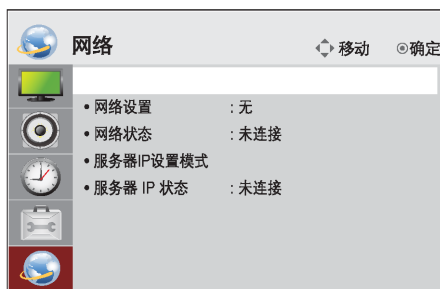 网络 移动 ◉确定
• 网络设置 : 无
• 网络状态 : 未连接
• 服务器IP设置模式
• 服务器 IP 状态 : 未连接